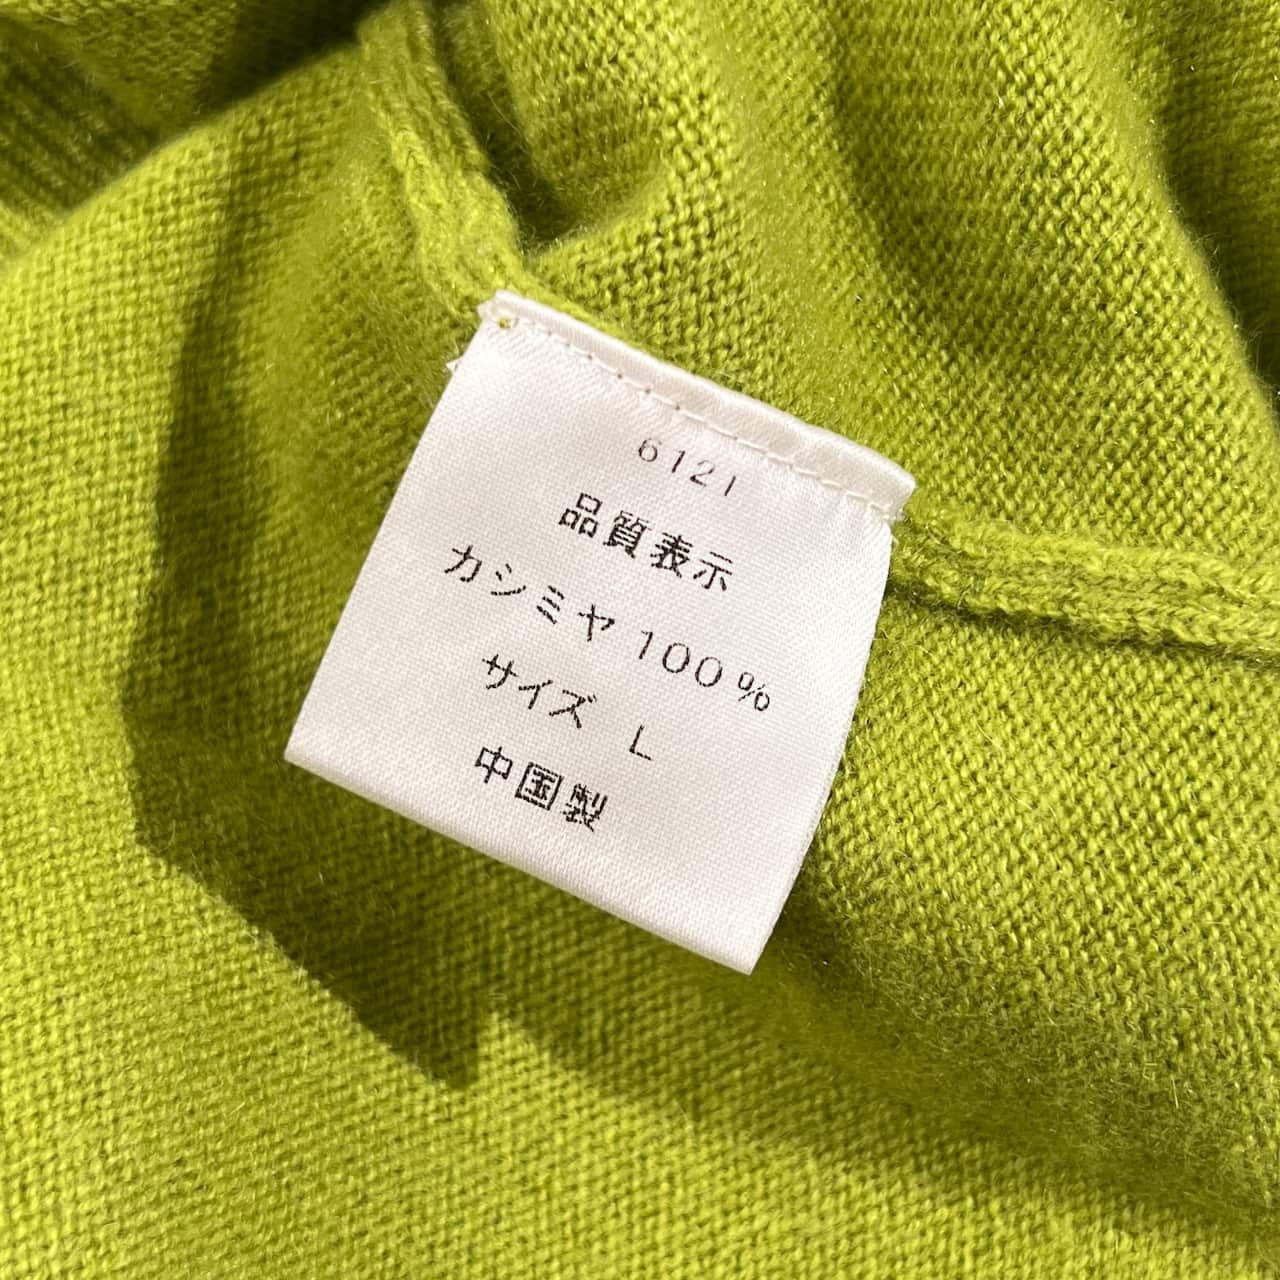 6121
品質表示
カシミヤ 100%
サイズ L
中国製